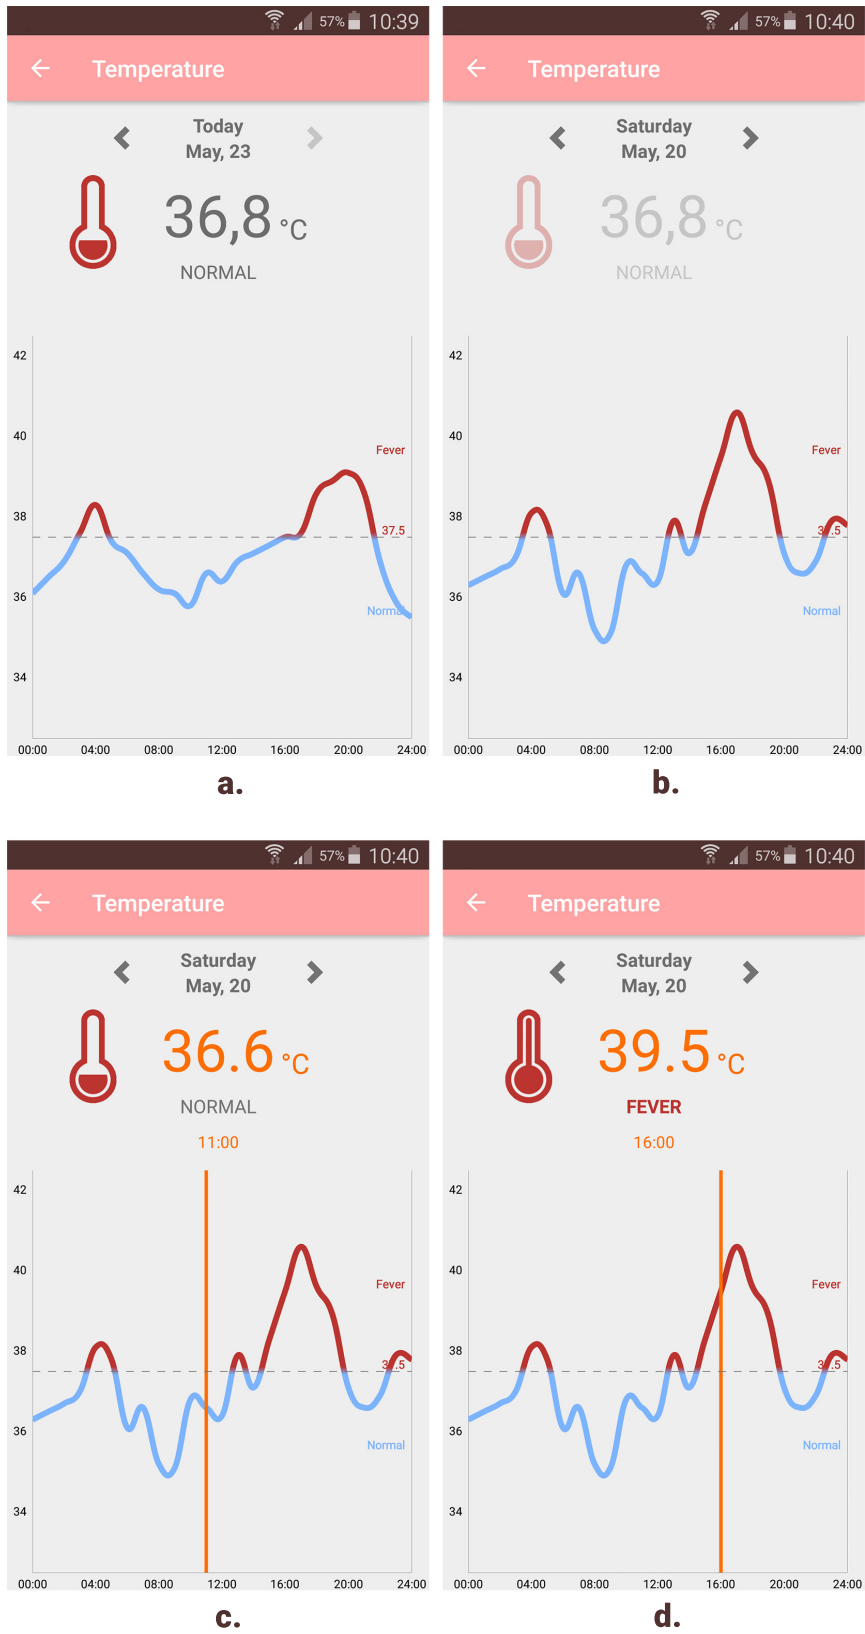 57% 10:39
Temperature
Today
May, 23
36,8 °C
NORMAL
42
40
Fever
38
37.5
36
Normal
34
00:00 04:00 08:00 12:00 16:00 20:00 24:00
a.
57% 10:40
Temperature
Saturday
May, 20
36,8 °C
NORMAL
42
40
Fever
38
37.5
36
Normal
34
00:00 04:00 08:00 12:00 16:00 20:00 24:00
b.
57% 10:40
Temperature
Saturday
May, 20
36.6 °C
NORMAL
11:00
42
40
Fever
38
37.5
36
Normal
34
00:00 04:00 08:00 12:00 16:00 20:00 24:00
c.
57% 10:40
Temperature
Saturday
May, 20
39.5 °C
FEVER
16:00
42
40
Fever
38
37.5
36
Normal
34
00:00 04:00 08:00 12:00 16:00 20:00 24:00
d.